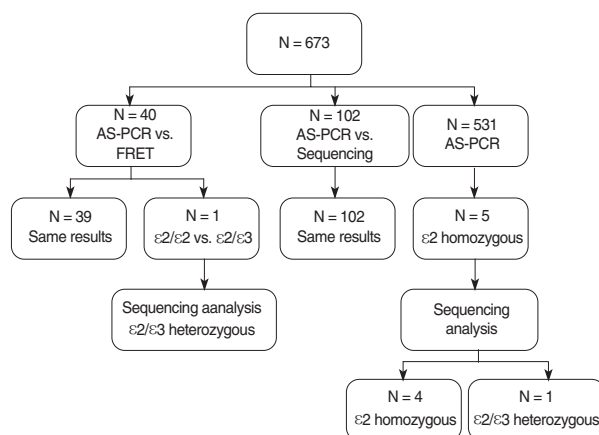 N = 673
N = 40
AS-PCR vs.
FRET
N = 102
AS-PCR vs.
Sequencing
N = 531
AS-PCR
N = 39
Same results
N = 1
ε2/ε2 vs. ε2/ε3
N = 102
Same results
N = 5
ε2 homozygous
Sequencing aanalysis
ε2/ε3 heterozygous
Sequencing
analysis
N = 4
ε2 homozygous
N = 1
ε2/ε3 heterozygous